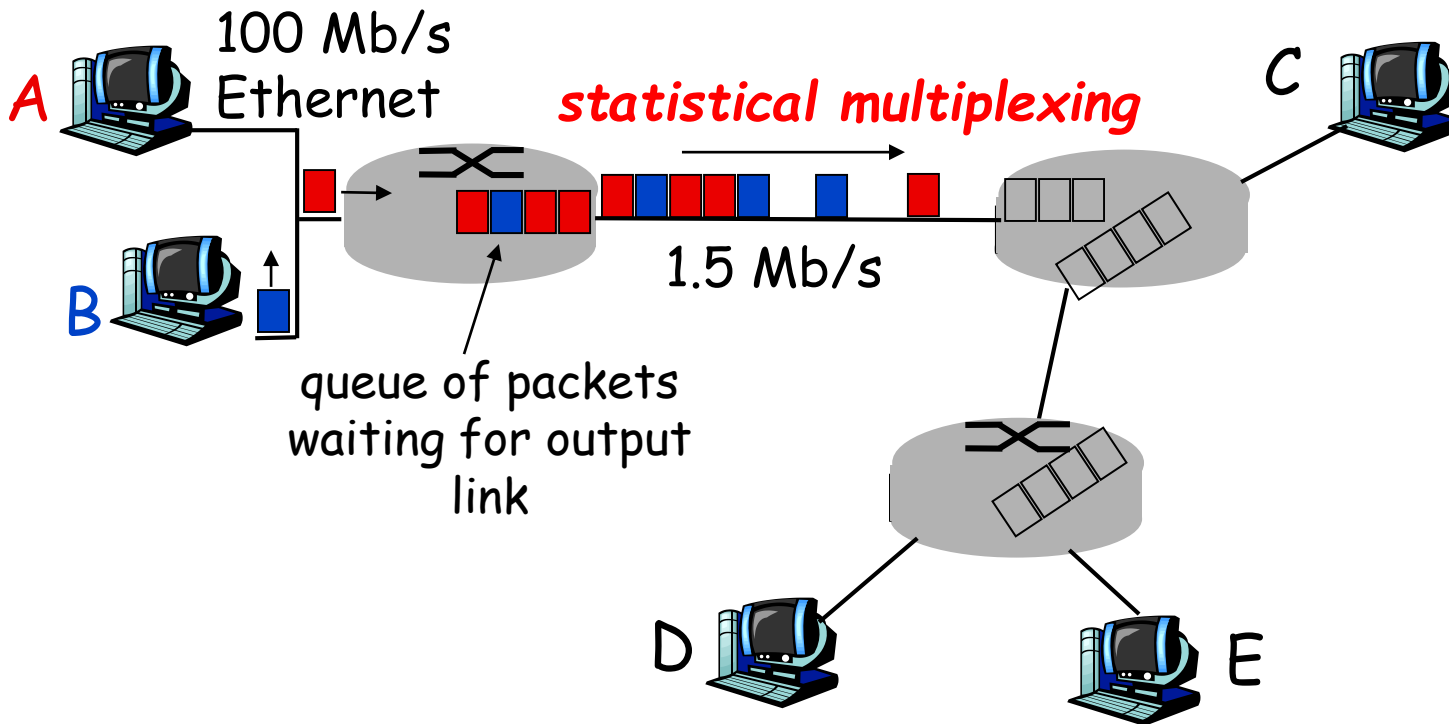 100 Mb/s
Ethernet
A
statistical multiplexing
C
1.5 Mb/s
B
queue of packets
waiting for output
link
D
E